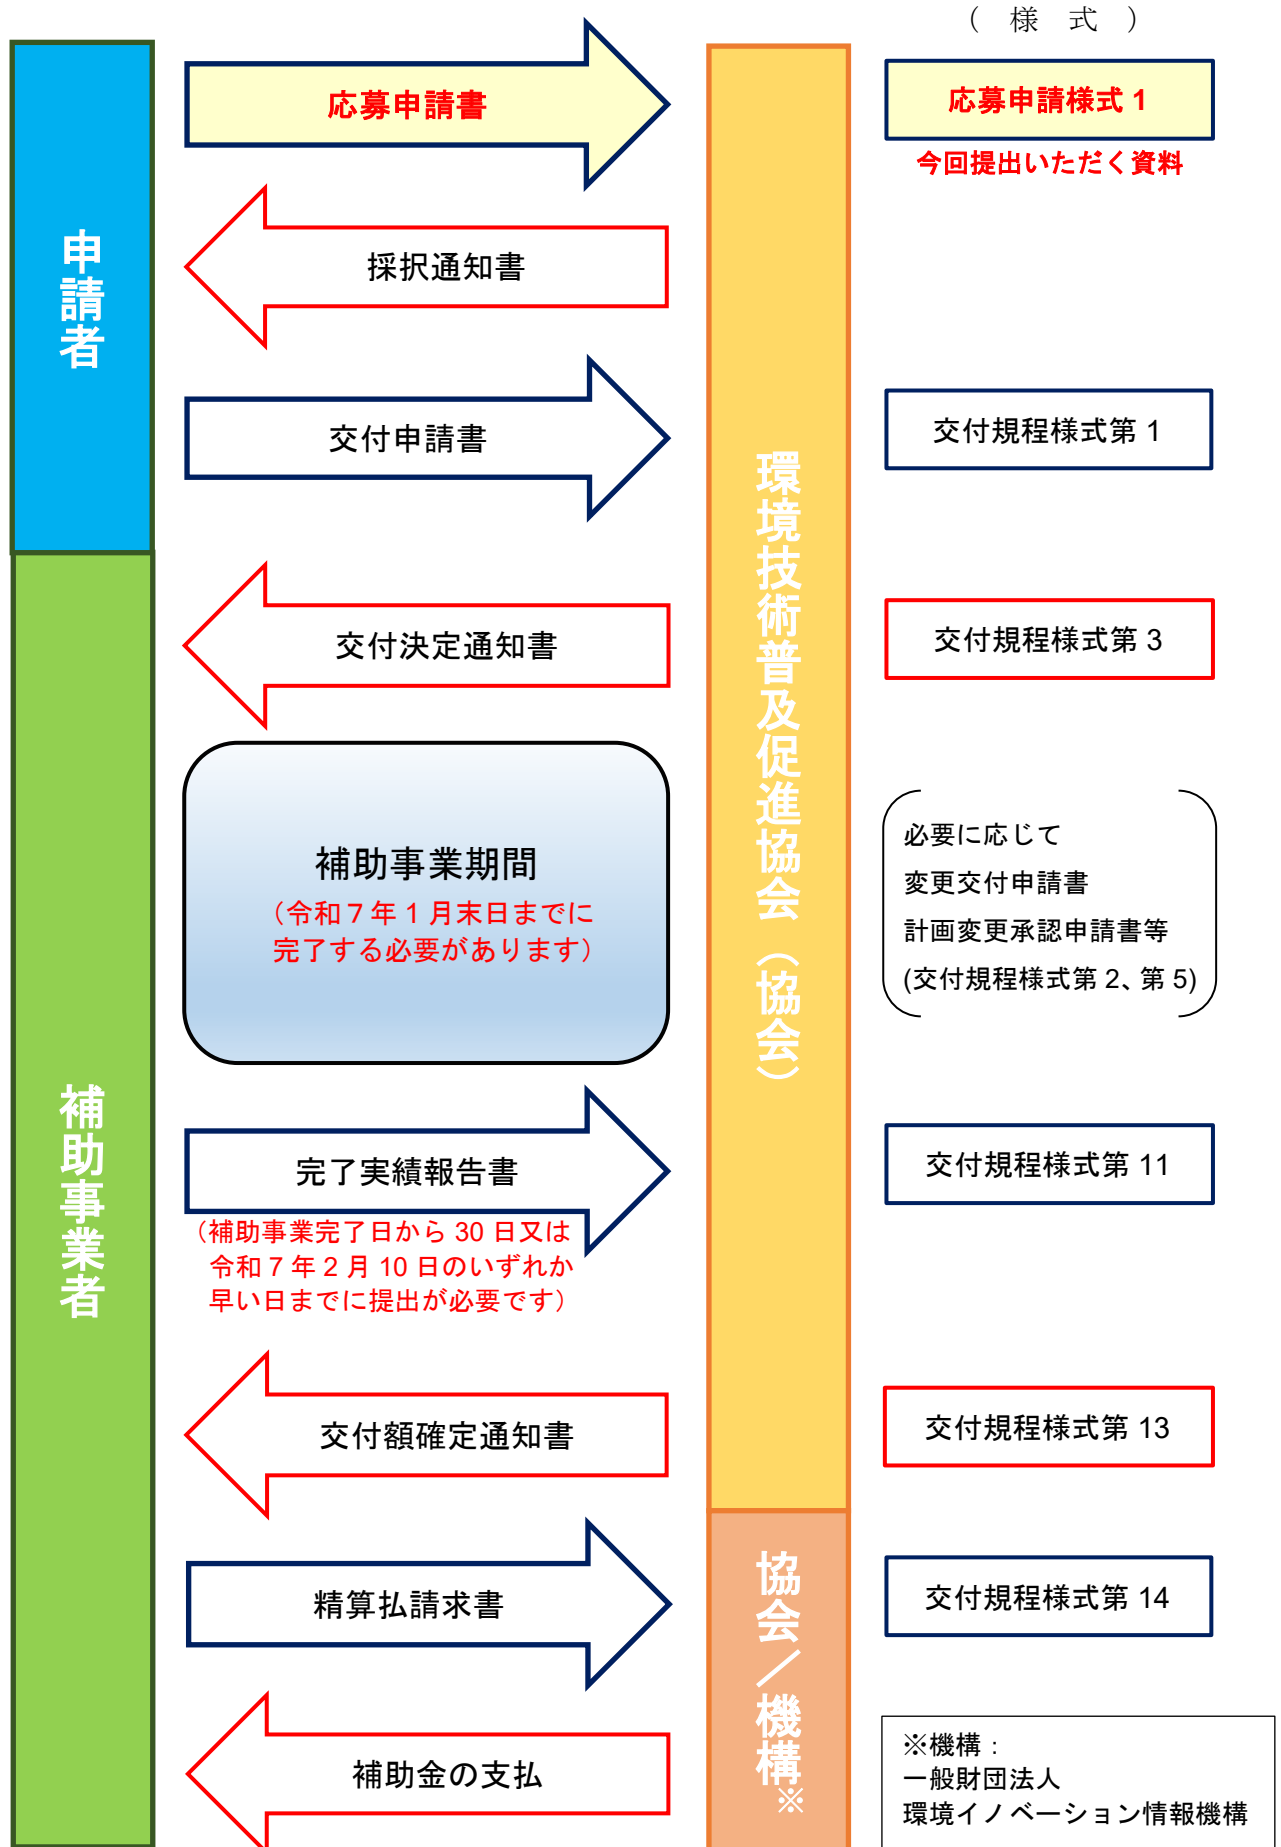 （　様　式　）
応募申請書
応募申請様式 1
今回提出いただく資料
申請者
採択通知書
交付申請書
交付規程様式第 1
環境技術普及促進協会（協会）
交付決定通知書
交付規程様式第 3
補助事業期間
（令和７年 1 月末日までに
完了する必要があります）
必要に応じて
変更交付申請書
計画変更承認申請書等
(交付規程様式第 2、第 5)
補助事業者
完了実績報告書
交付規程様式第 11
（補助事業完了日から 30 日又は
令和７年 2 月 10 日のいずれか
早い日までに提出が必要です）
交付額確定通知書
交付規程様式第 13
協会／機構※
精算払請求書
交付規程様式第 14
補助金の支払
※機構：
一般財団法人
環境イノベーション情報機構